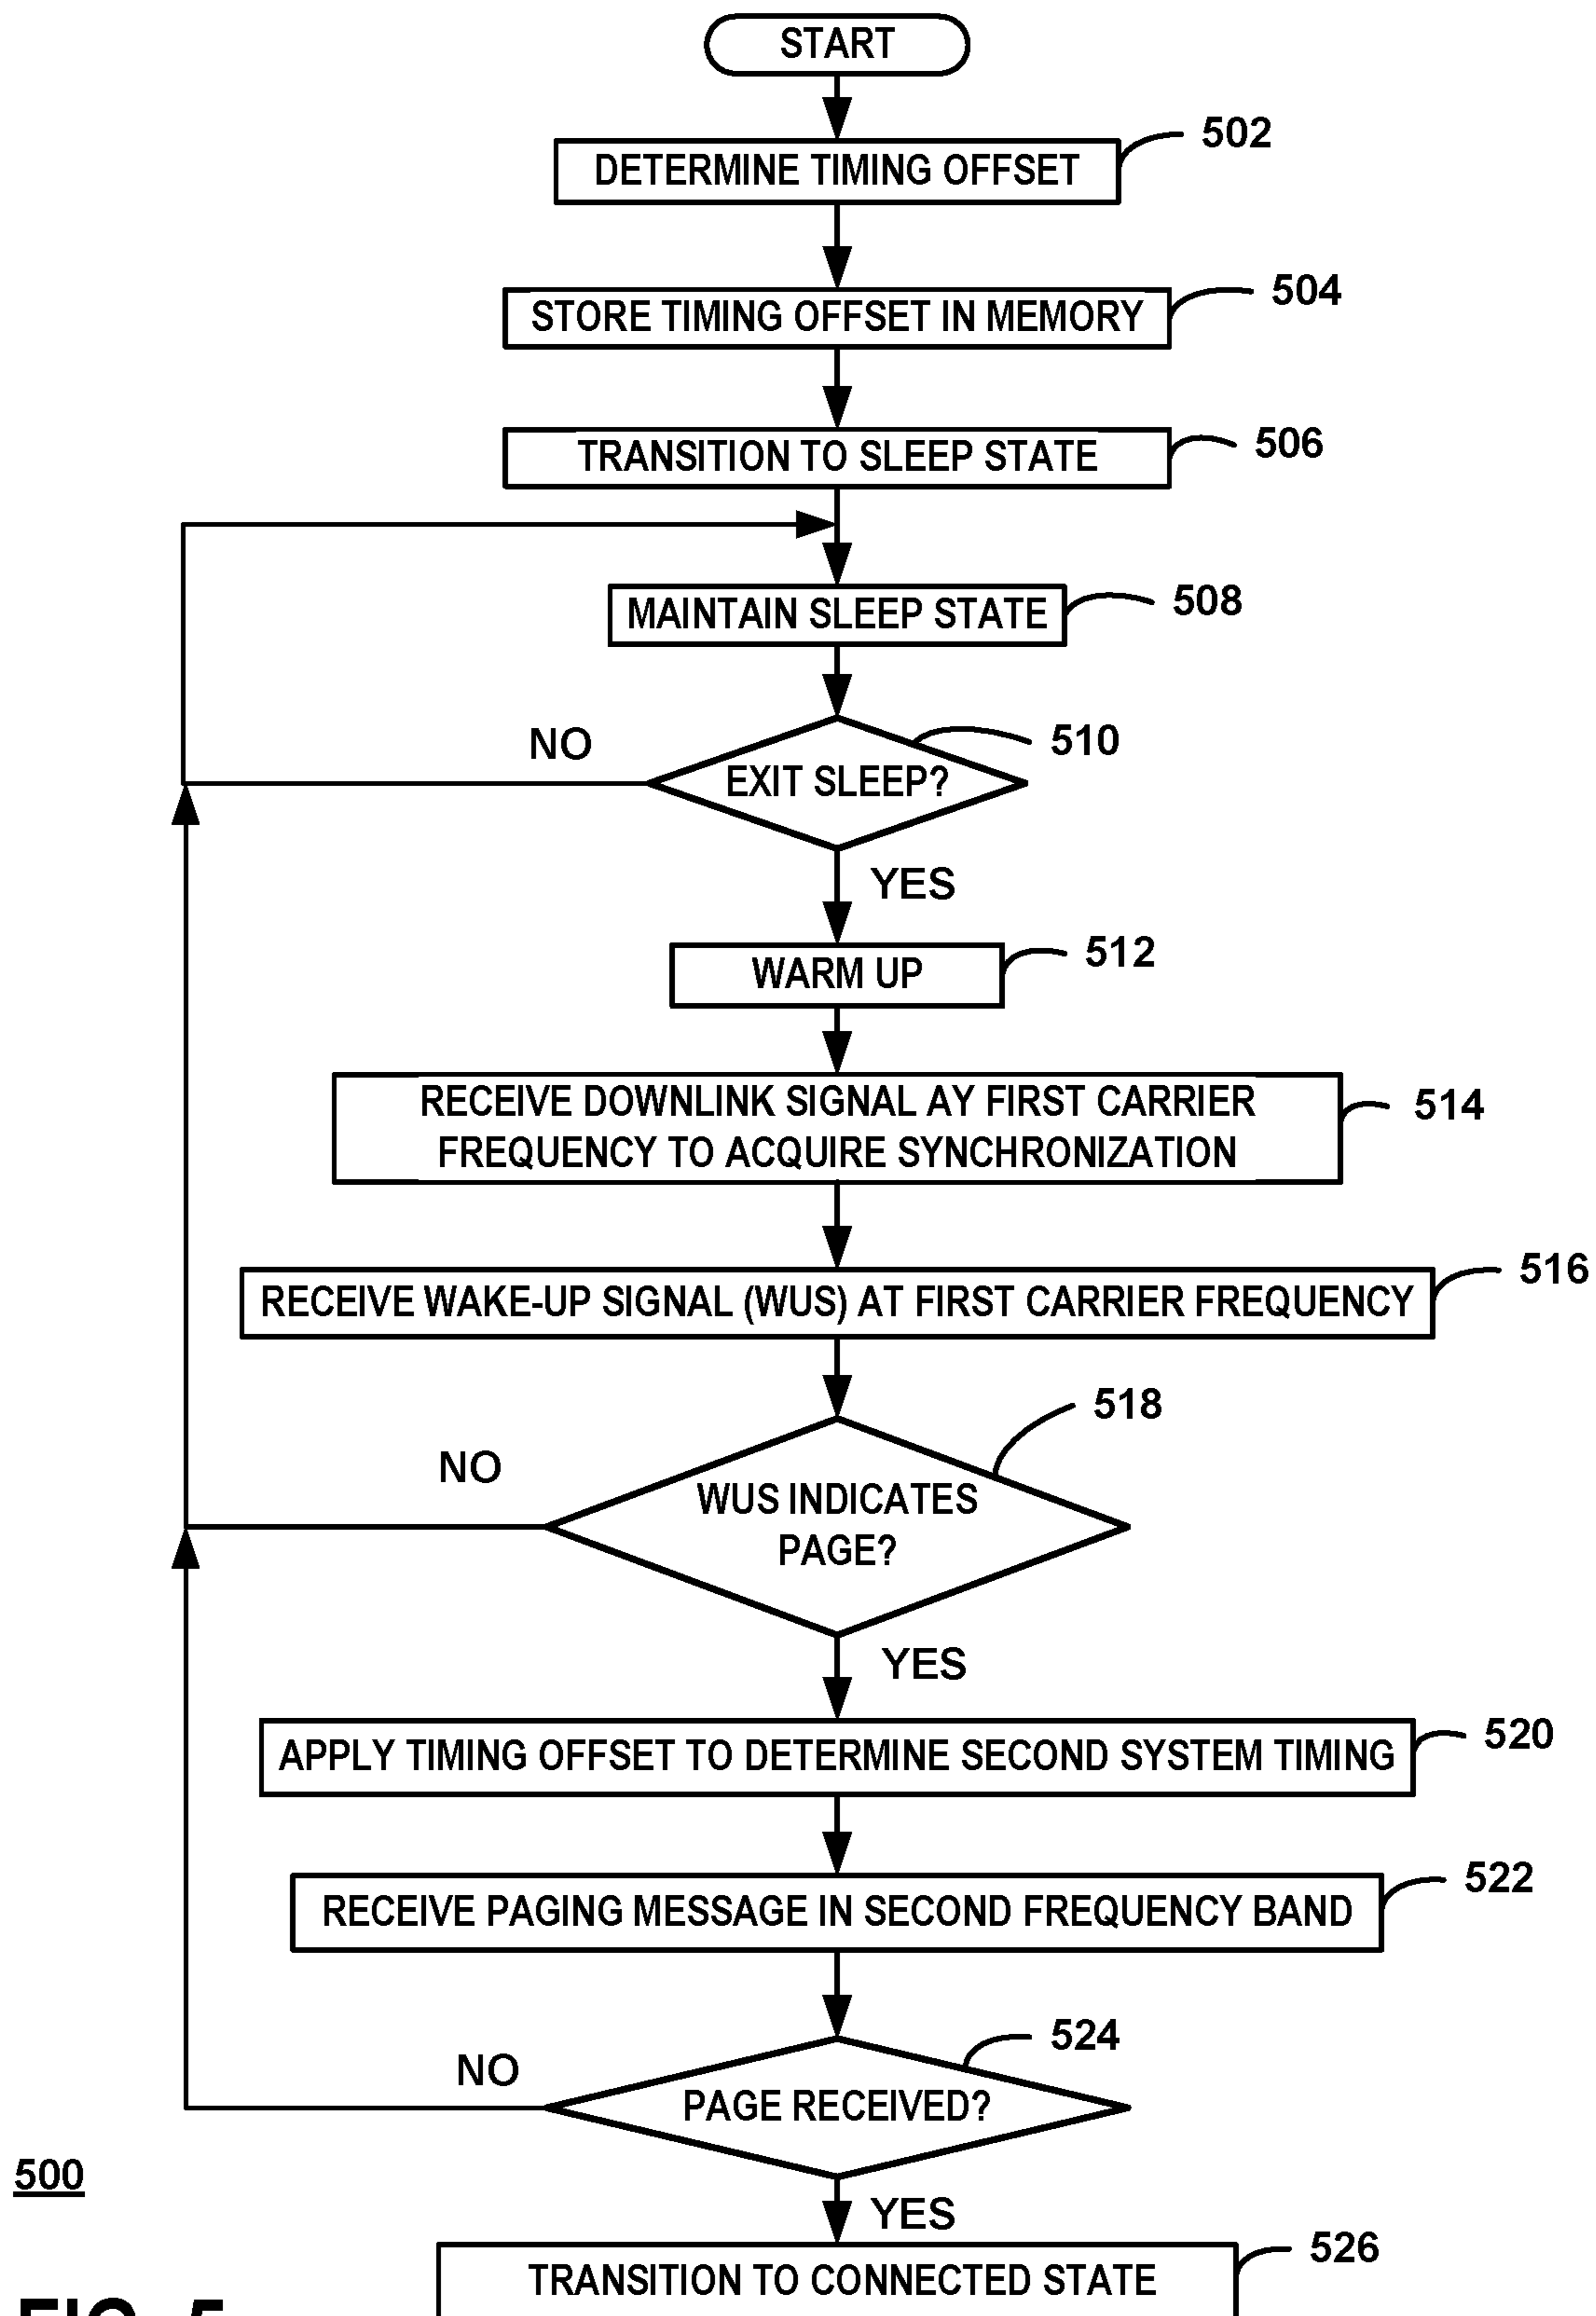 START
502
DETERMINE TIMING OFFSET
504
STORE TIMING OFFSET IN MEMORY
506
TRANSITION TO SLEEP STATE
508
MAINTAIN SLEEP STATE
510
NO
EXIT SLEEP?
YES
512
WARM UP
514
RECEIVE DOWNLINK SIGNAL AY FIRST CARRIER
FREQUENCY TO ACQUIRE SYNCHRONIZATION
516
RECEIVE WAKE-UP SIGNAL (WUS) AT FIRST CARRIER FREQUENCY
518
NO
WUS INDICATES
PAGE?
YES
520
APPLY TIMING OFFSET TO DETERMINE SECOND SYSTEM TIMING
522
RECEIVE PAGING MESSAGE IN SECOND FREQUENCY BAND
524
NO
PAGE RECEIVED?
500
YES
526
TRANSITION TO CONNECTED STATE
FIG. 5